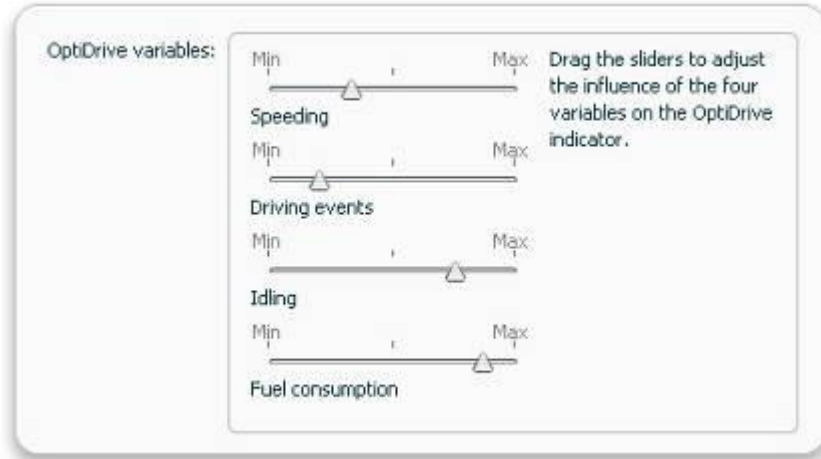 OptiDrive variables:
Min Max
Speeding
Min Max
Driving events
Min Max
Idling
Min Max
Fuel consumption
Drag the sliders to adjust
the influence of the four
variables on the OptiDrive
indicator.